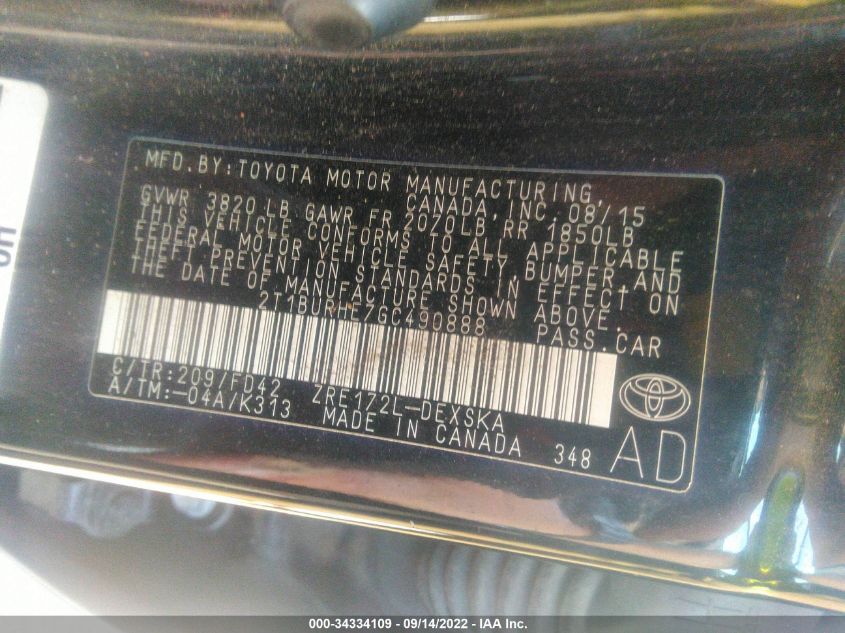 MFD.BY:TOYOTA MOTOR MANUFACTURING,
CANADA,INC.08/15
GVWR 3820 LB GAWR FR 2070LB RR 1850LB
THIS VEHICLE CONFORMS TO ALL APPLICABLE
FEDERAL MOTOR VEHICLE SAFETY,BUMPER,AND
THEFT PREVENTION STANDARDS IN EFFECT ON
THE DATE OF MANUFACTURE SHOWN ABOVE.
2T1BURHE7GC490888 PASS.CAR
C/TR:209/FD42 ZRE172L-DEXSKA
A/TM:-04A/K313 MADE IN CANADA 348 AD
000-34334109 - 09/14/2022 - IAA Inc.